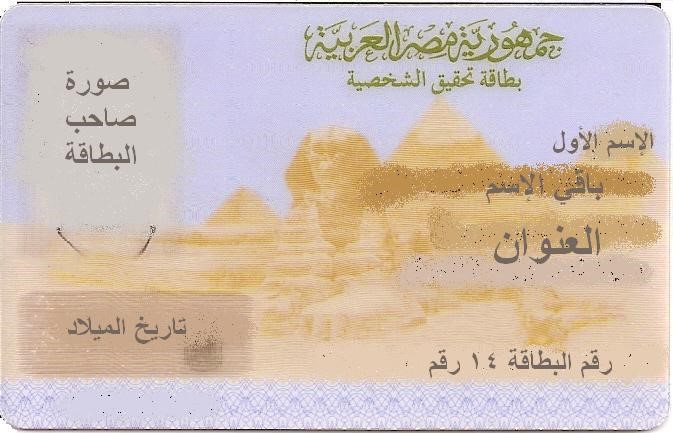 جمهورية مصر العربية
بطاقة تحقيق الشخصية
صورة
صاحب
البطاقة
الإسم الأول
باقي الإسم
العنوان
تاريخ الميلاد
رقم البطاقة ١٤ رقم